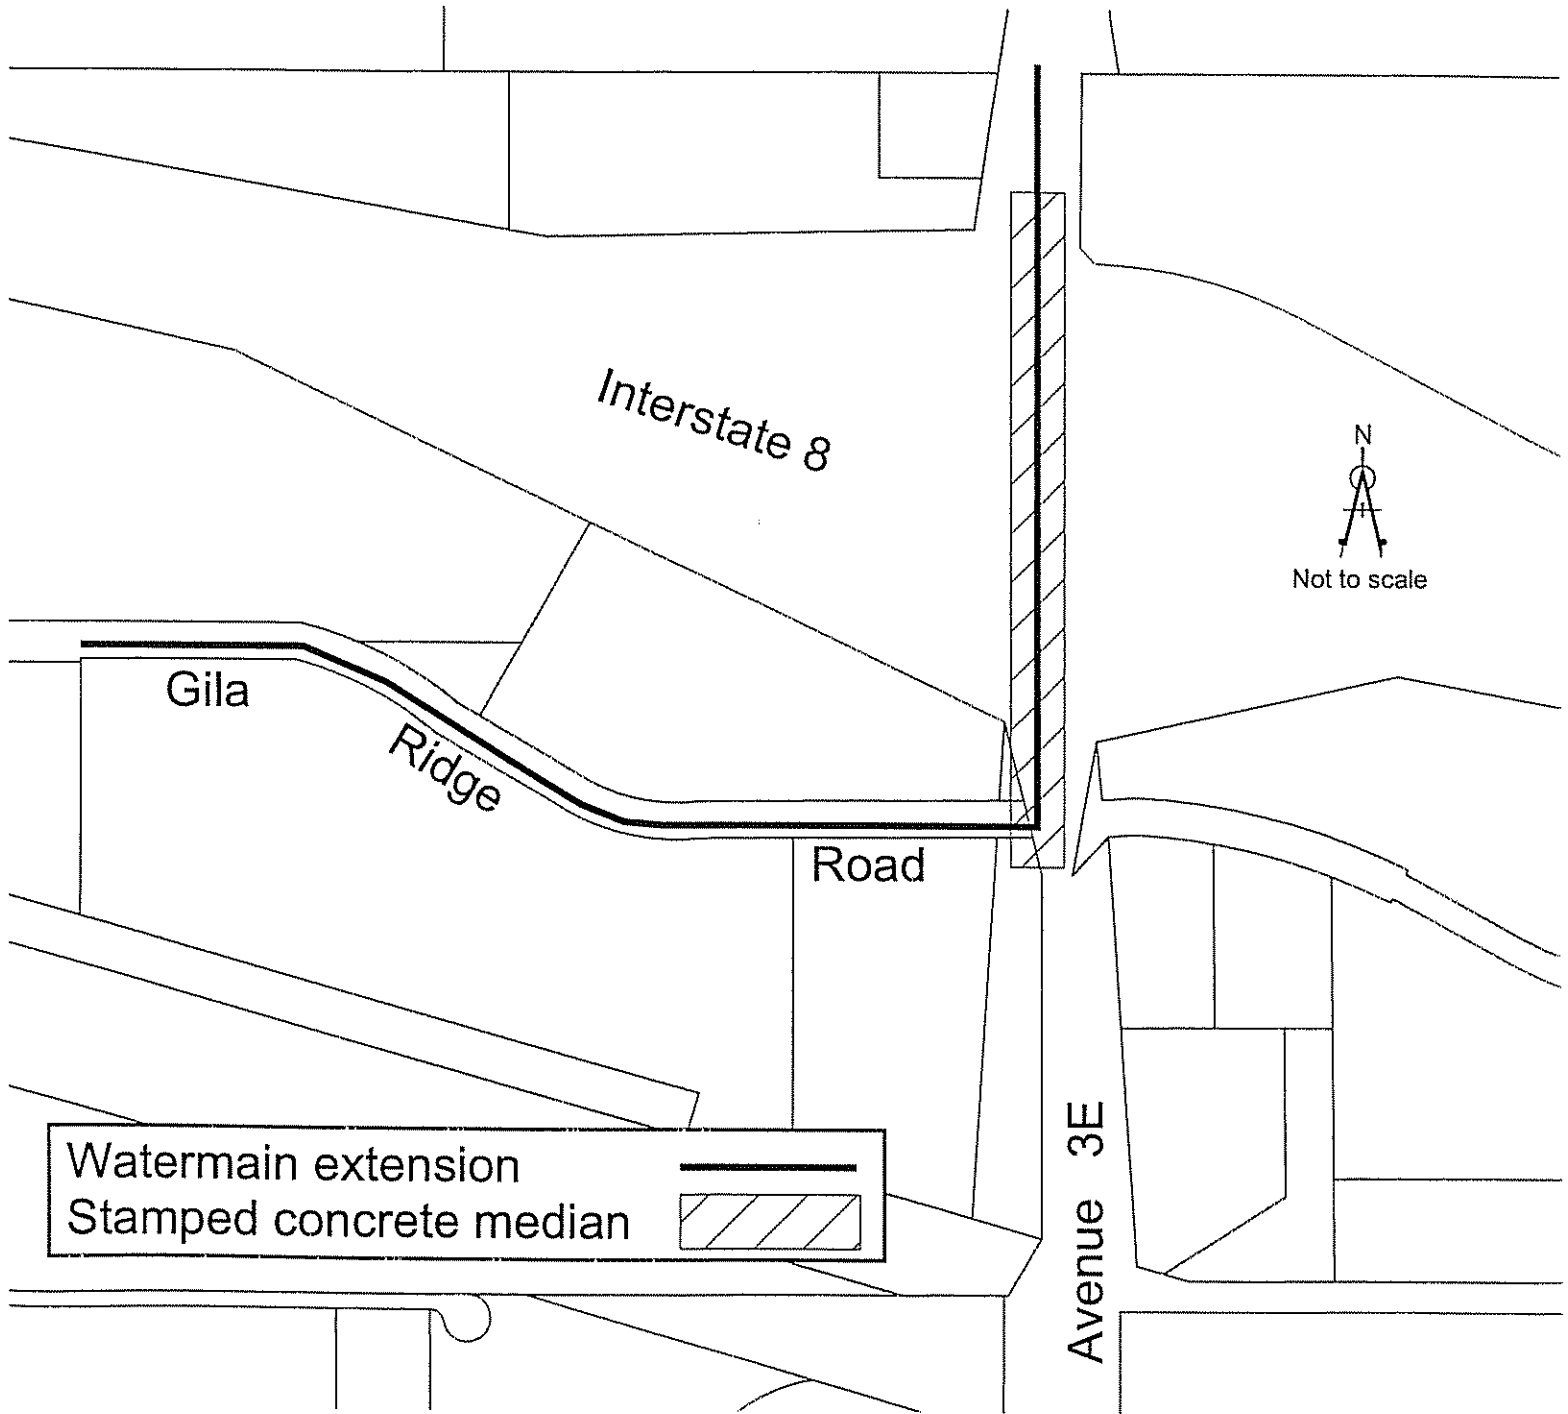 Interstate 8
N
Not to scale
Gila
Ridge
Road
Avenue 3E
Watermain extension
Stamped concrete median